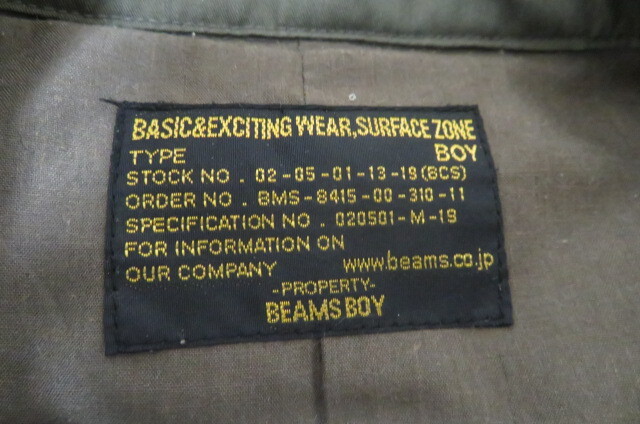 BASIC&EXCITING WEAR,SURFACE ZONE
TYPE BOY
STOCK NO. 02-05-01-13-19(BCS)
ORDER NO. BMS-8415-00-310-11
SPECIFICATION NO. 020501-M-19
FOR INFORMATION ON
OUR COMPANY www.beams.co.jp
-PROPERTY-
BEAMS BOY